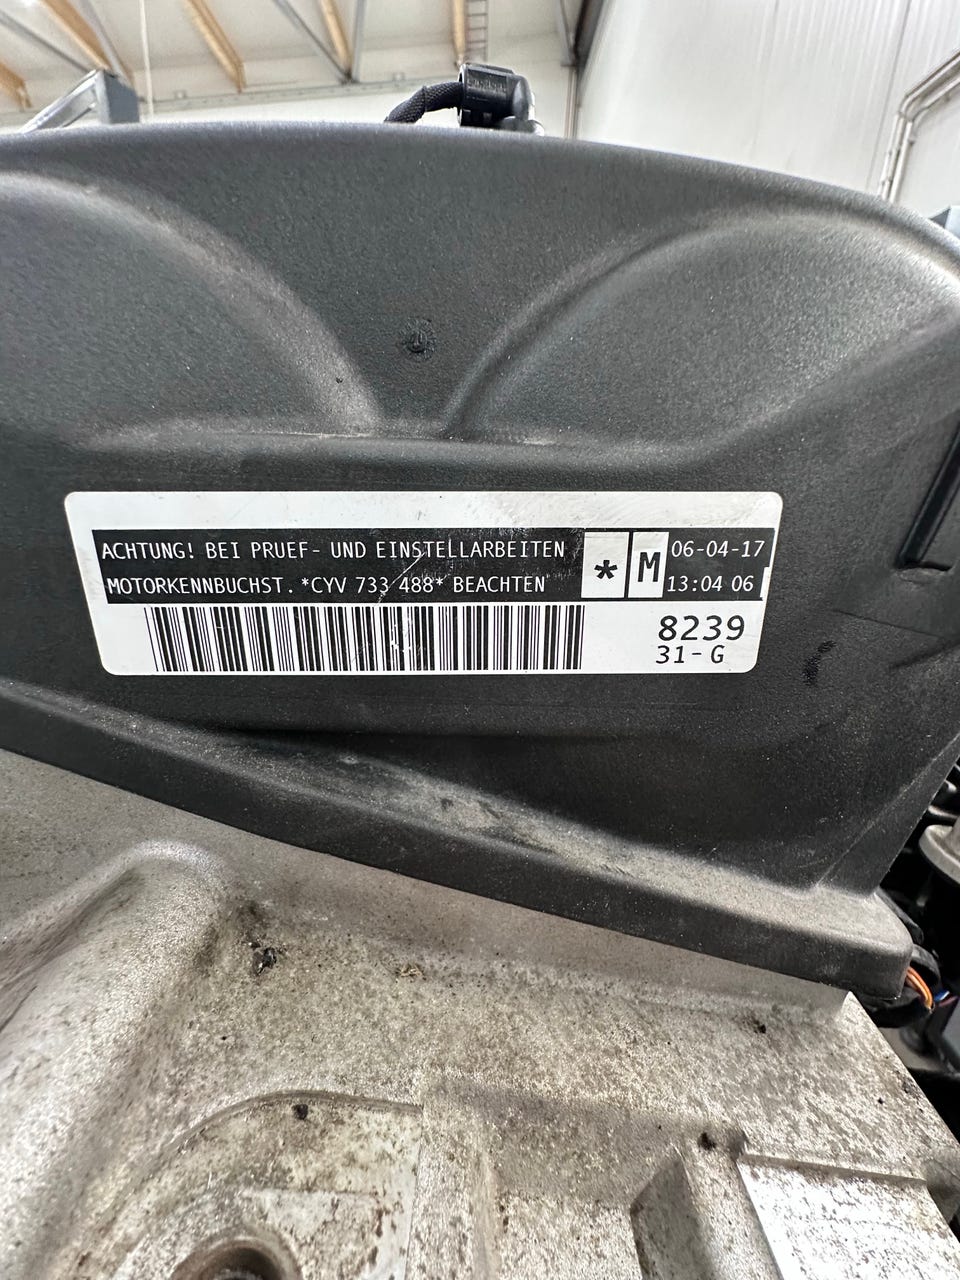 ACHTUNG! BEI PRUEF- UND EINSTELLARBEITEN
MOTORKENNBUCHST. *CYV 733 488* BEACHTEN
* M
06-04-17
13:04 06
8239
31-G